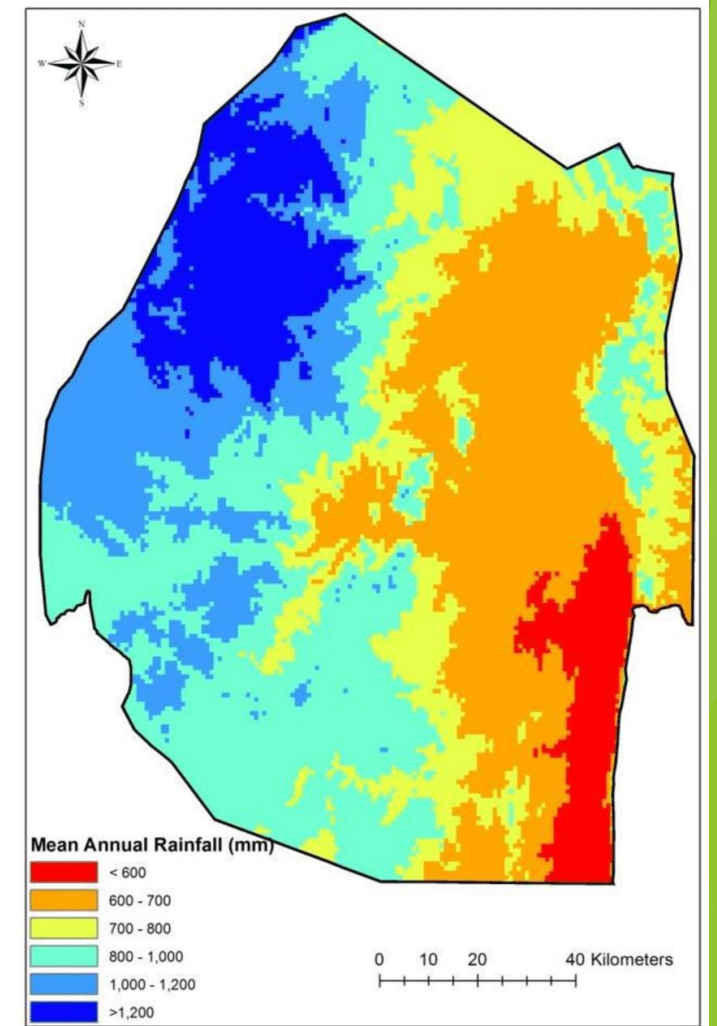 N
W E
S
Mean Annual Rainfall (mm)
< 600
600 - 700
700 - 800
800 - 1,000
1,000 - 1,200
>1,200
0 10 20 40 Kilometers